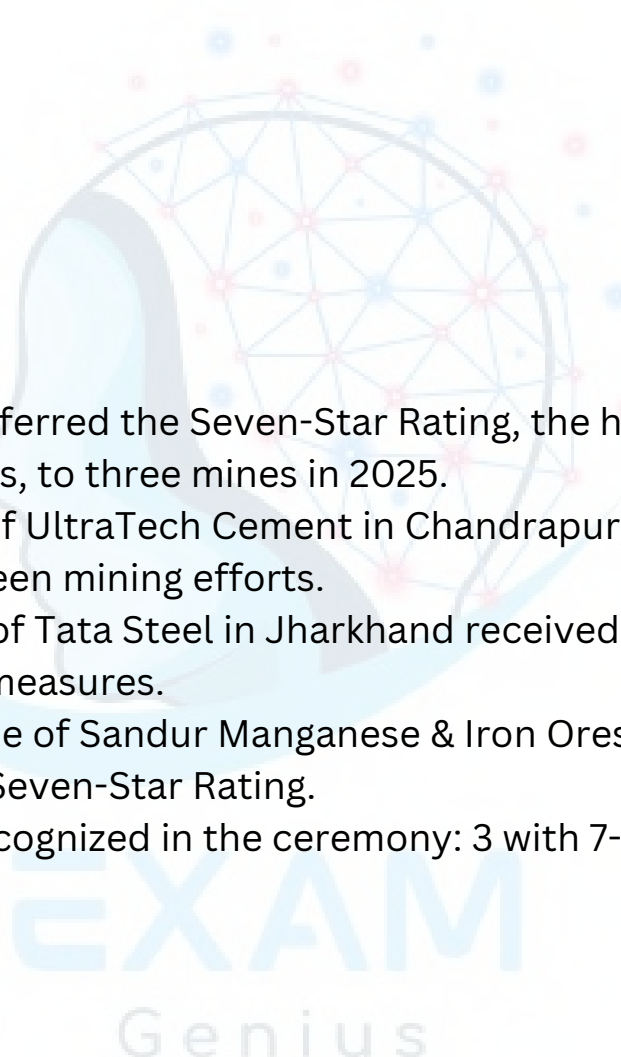 ferred the Seven-Star Rating, the h
s, to three mines in 2025.
f UltraTech Cement in Chandrapur
een mining efforts.
of Tata Steel in Jharkhand received
measures.
e of Sandur Manganese & Iron Ores
Seven-Star Rating.
cognized in the ceremony: 3 with 7-
EXAM
Genius